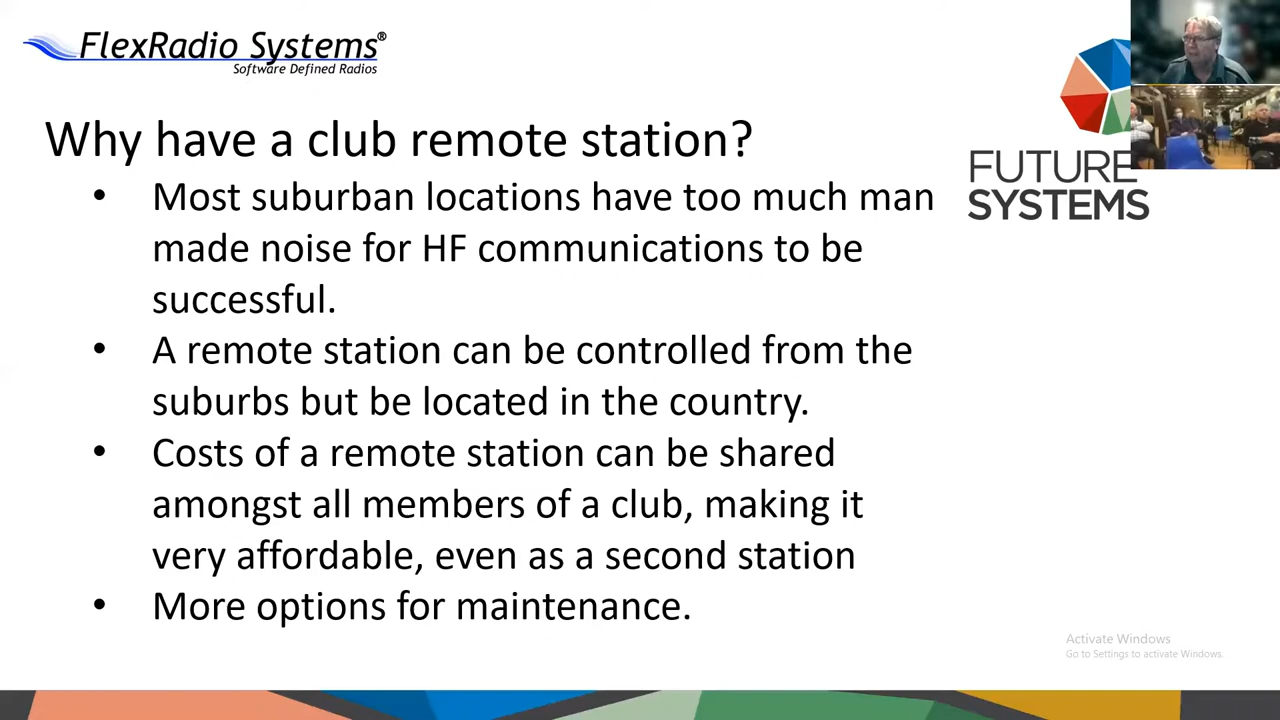 FlexRadio Systems®
Software Defined Radios
FUTURE
SYSTEMS
Why have a club remote station?
• Most suburban locations have too much man
made noise for HF communications to be
successful.
• A remote station can be controlled from the
suburbs but be located in the country.
• Costs of a remote station can be shared
amongst all members of a club, making it
very affordable, even as a second station
• More options for maintenance.
Activate Windows
Go to Settings to activate Windows.